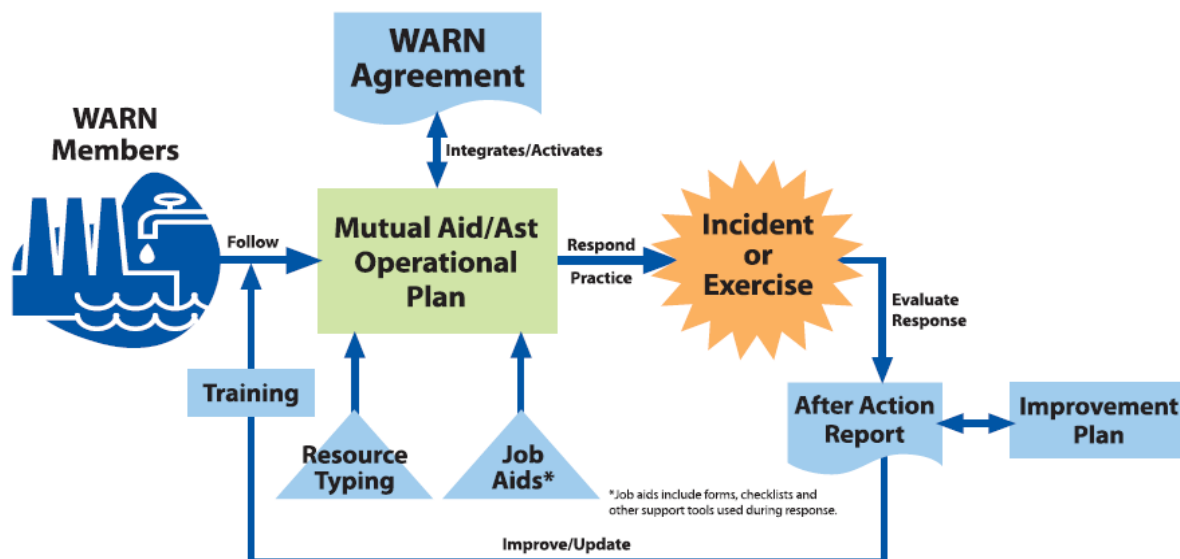 WARN
Agreement
WARN
Members
Integrates/Activates
Follow
Mutual Aid/Ast
Operational
Plan
Respond
Practice
Incident
or
Exercise
Evaluate
Response
Training
Resource
Typing
Job
Aids*
After Action
Report
Improvement
Plan
*Job aids include forms, checklists and
other support tools used during response.
Improve/Update